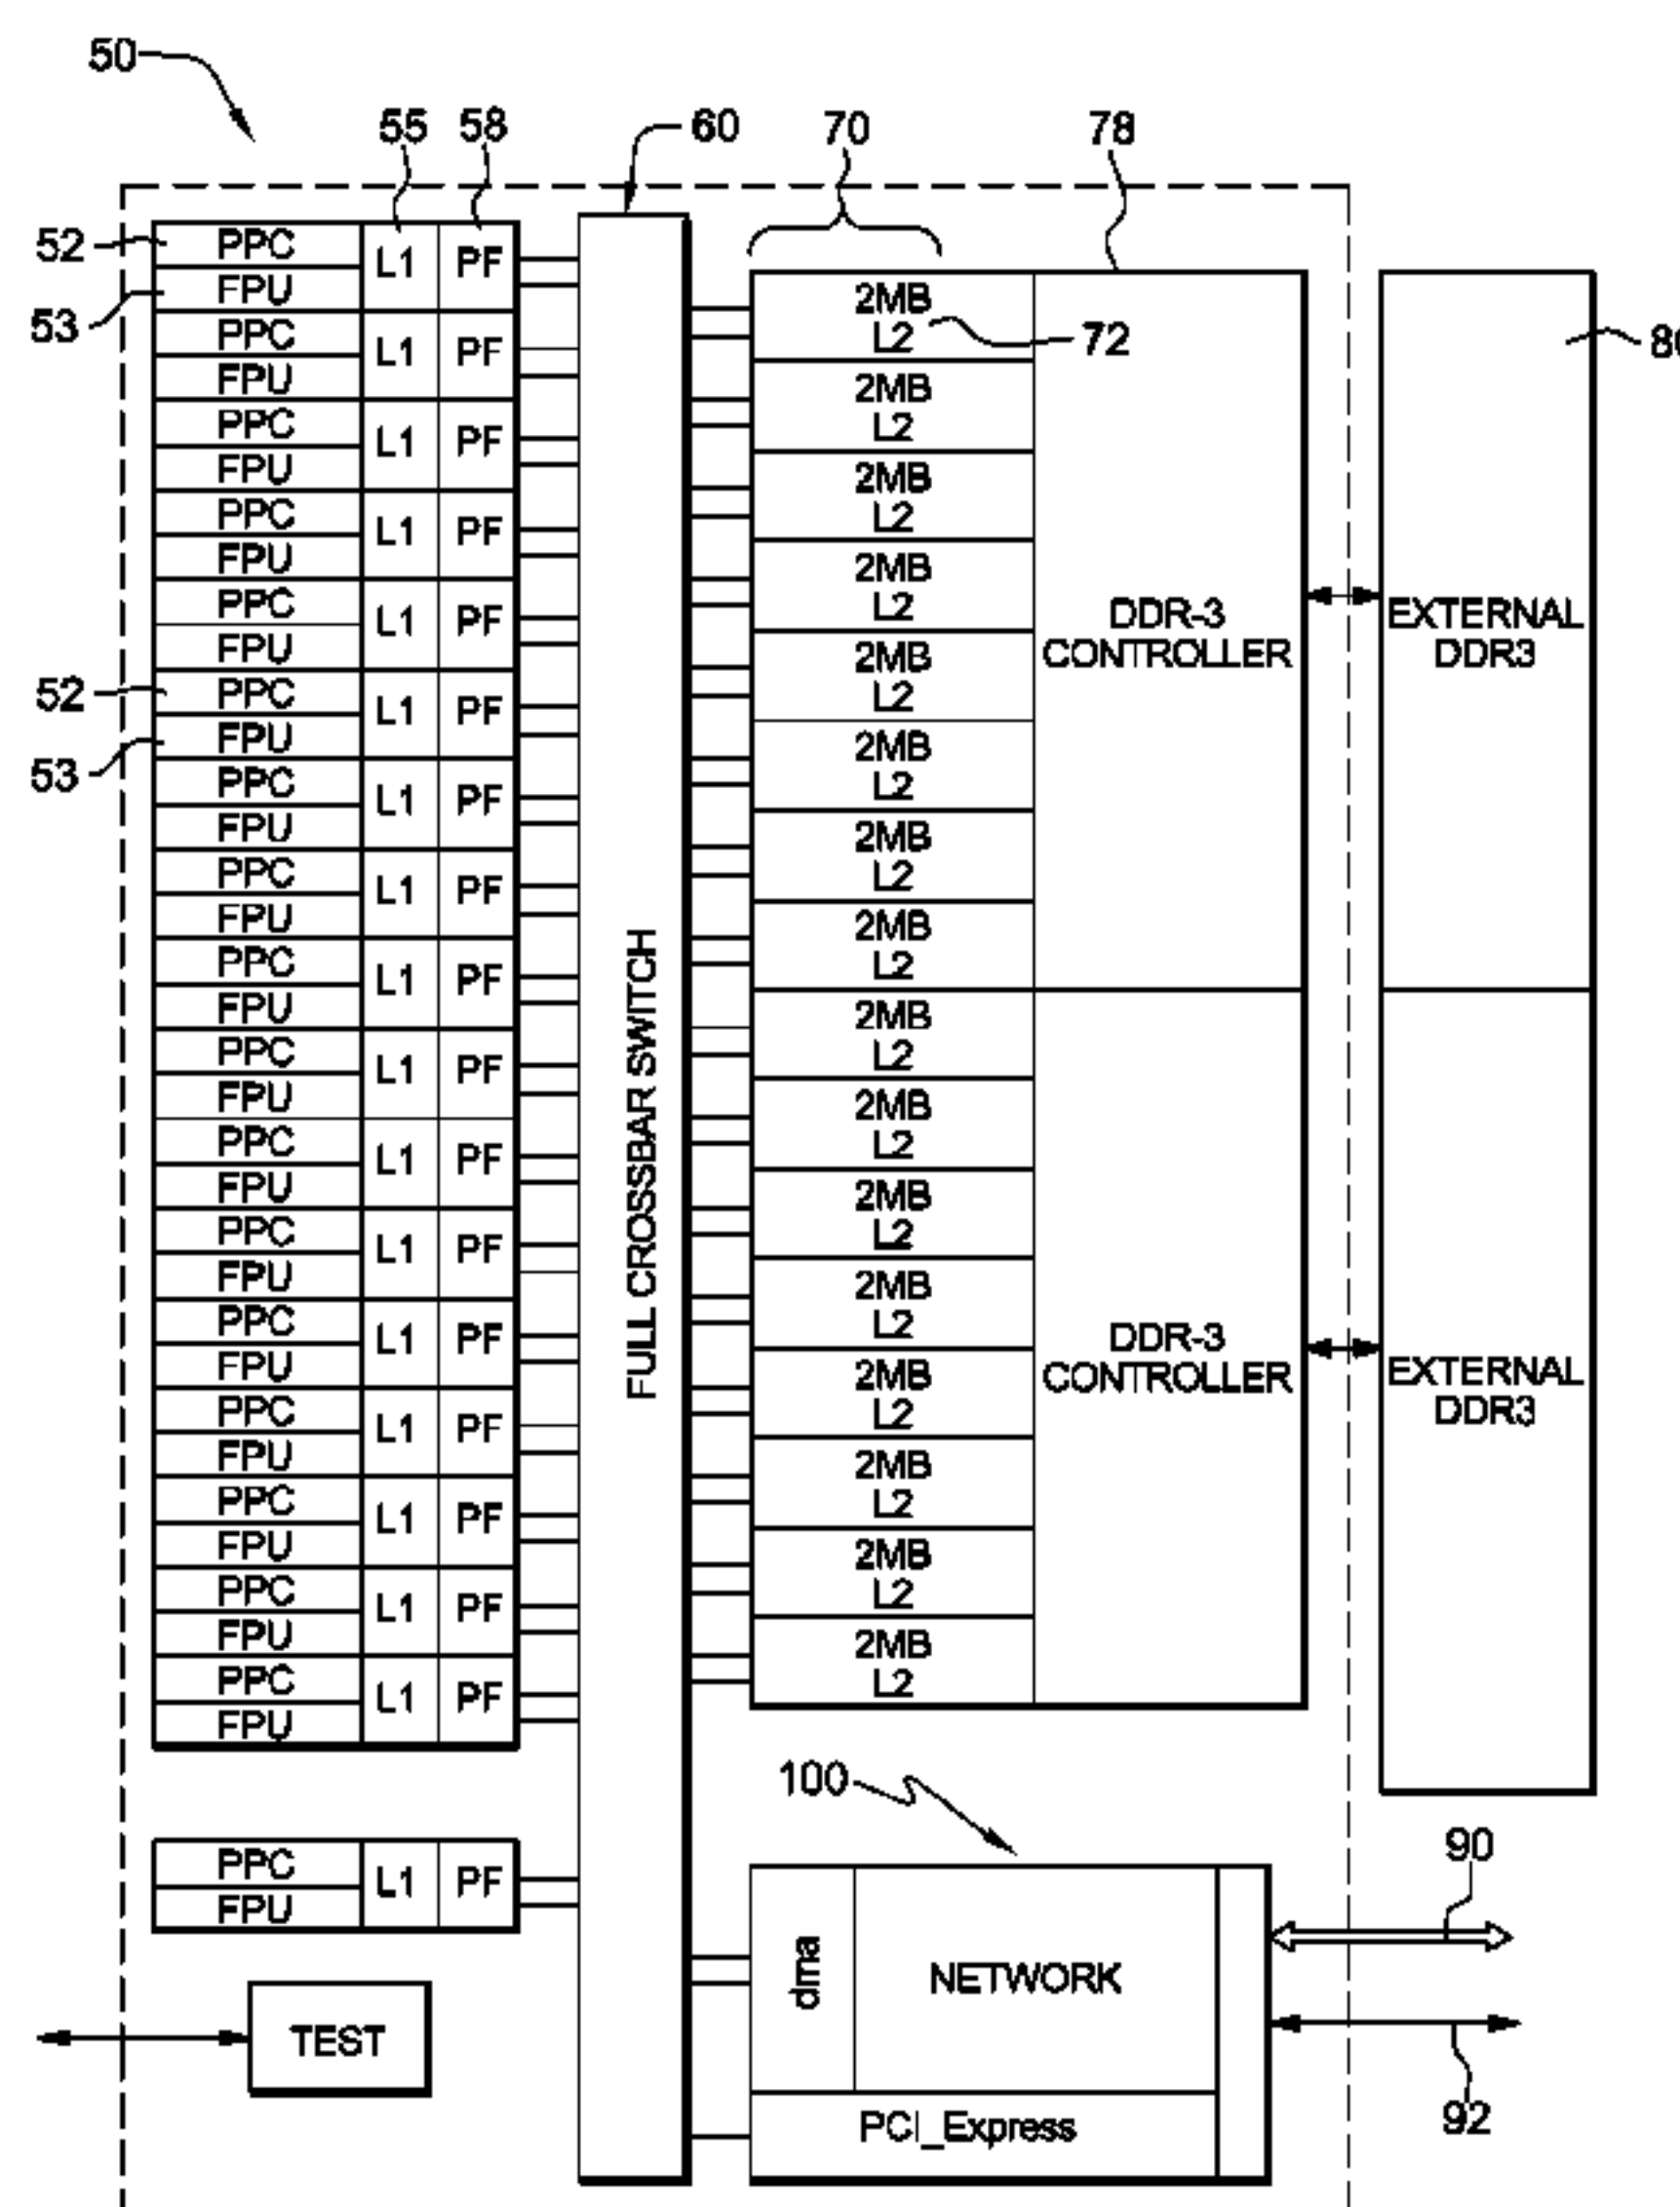 50
55
58
60
70
78
52
53
PPC
FPU
L1
PF
PPC
FPU
L1
PF
PPC
FPU
L1
PF
PPC
FPU
L1
PF
PPC
FPU
L1
PF
52
53
PPC
FPU
L1
PF
PPC
FPU
L1
PF
PPC
FPU
L1
PF
PPC
FPU
L1
PF
PPC
FPU
L1
PF
PPC
FPU
L1
PF
PPC
FPU
L1
PF
PPC
FPU
L1
PF
PPC
FPU
L1
PF
PPC
FPU
L1
PF
PPC
FPU
L1
PF
PPC
FPU
L1
PF
PPC
FPU
L1
PF
TEST
FULL CROSSBAR SWITCH
2MB
L2
72
2MB
L2
2MB
L2
2MB
L2
2MB
L2
2MB
L2
2MB
L2
2MB
L2
2MB
L2
2MB
L2
2MB
L2
2MB
L2
2MB
L2
2MB
L2
2MB
L2
2MB
L2
DDR-3
CONTROLLER
EXTERNAL
DDR3
DDR-3
CONTROLLER
EXTERNAL
DDR3
100
90
dma
NETWORK
92
PCI_Express